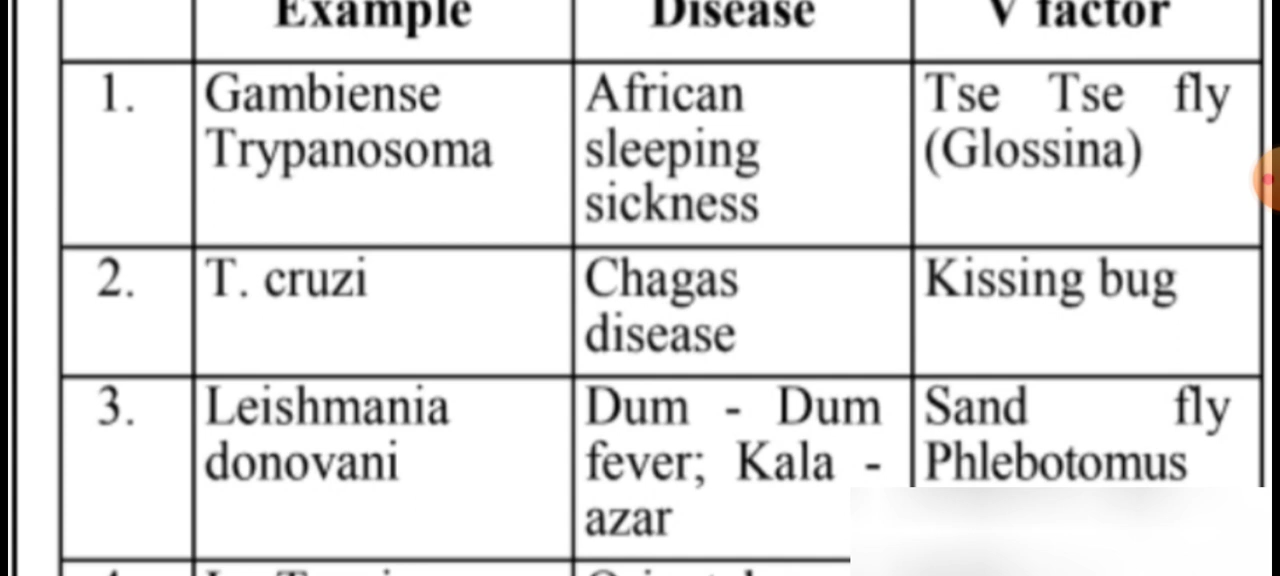 Example Disease V factor
1. Gambiense African Tse Tse fly
Trypanosoma sleeping (Glossina)
sickness
2. T. cruzi Chagas Kissing bug
disease
3. Leishmania Dum - Dum Sand fly
donovani fever; Kala - Phlebotomus
azar